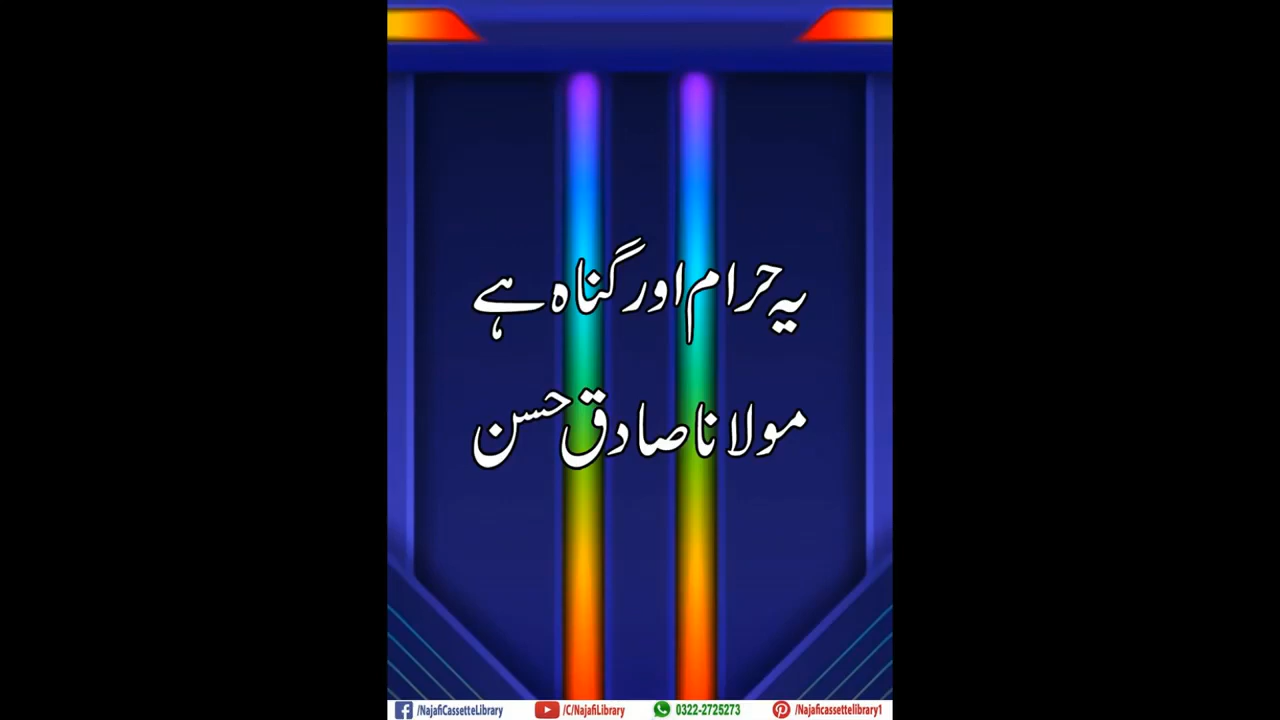 یہ حرام اور گناہ ہے
مولانا صادق حسن
/NajafiCassetteLibrary /C/NajafiLibrary 0322-2725273 /Najaficassettelibrary1